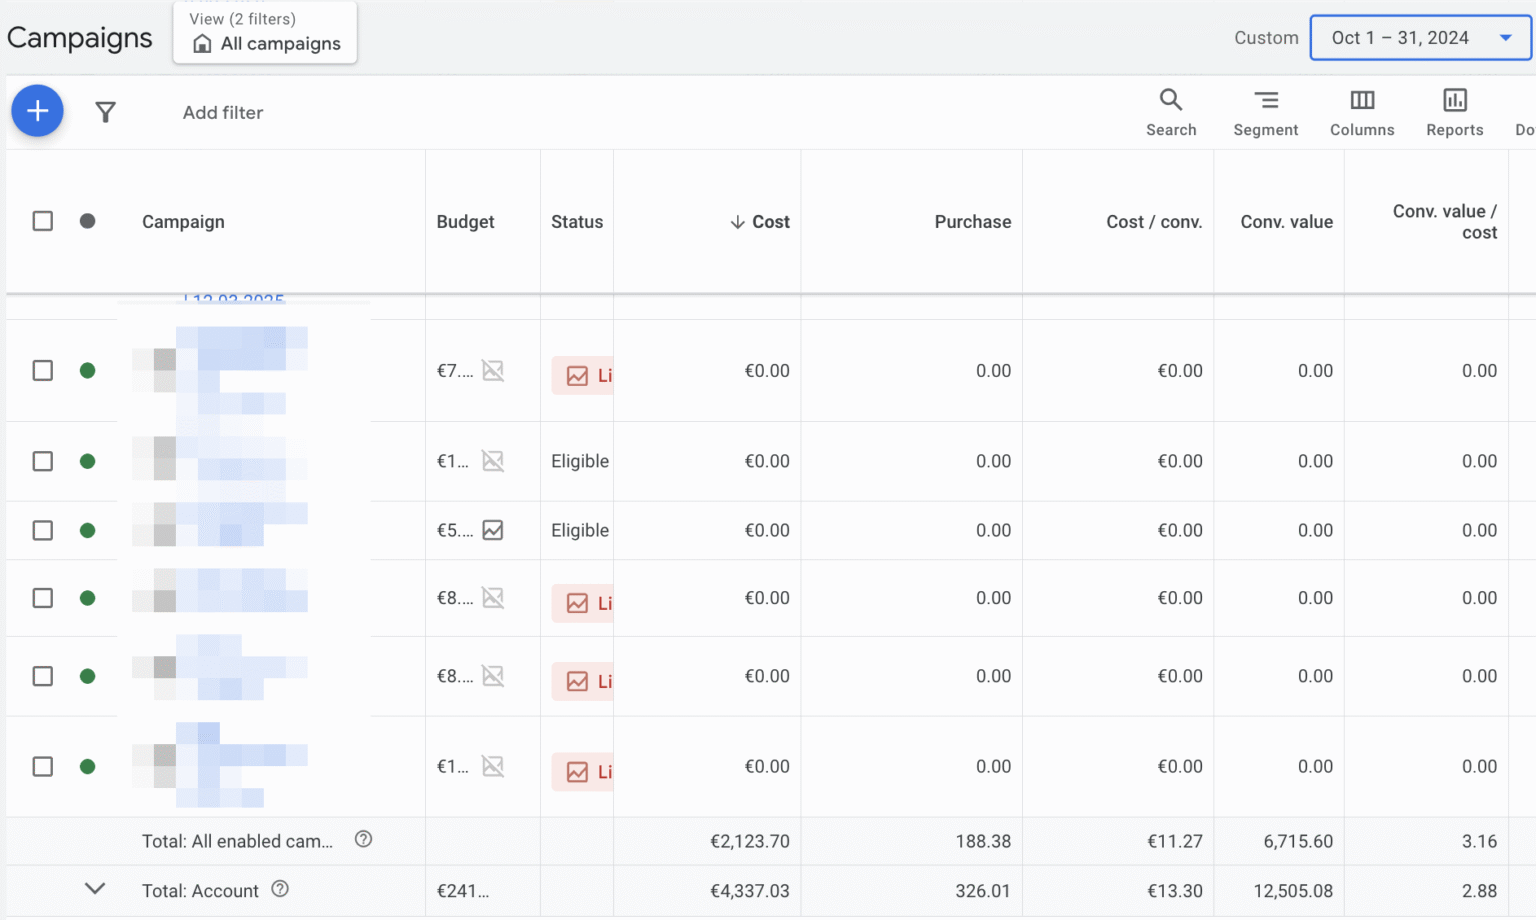 Campaigns
View (2 filters)
All campaigns
Custom
Oct 1 – 31, 2024
Add filter
Search
Segment
Columns
Reports
Do
Campaign
Budget
Status
Cost
Purchase
Cost / conv.
Conv. value
Conv. value / cost
| 12.02.2025
€7.... Li €0.00 0.00 €0.00 0.00 0.00
€1... Eligible €0.00 0.00 €0.00 0.00 0.00
€5.... Eligible €0.00 0.00 €0.00 0.00 0.00
€8.... Li €0.00 0.00 €0.00 0.00 0.00
€8.... Li €0.00 0.00 €0.00 0.00 0.00
€1... Li €0.00 0.00 €0.00 0.00 0.00
Total: All enabled cam... €2,123.70 188.38 €11.27 6,715.60 3.16
Total: Account €241... €4,337.03 326.01 €13.30 12,505.08 2.88